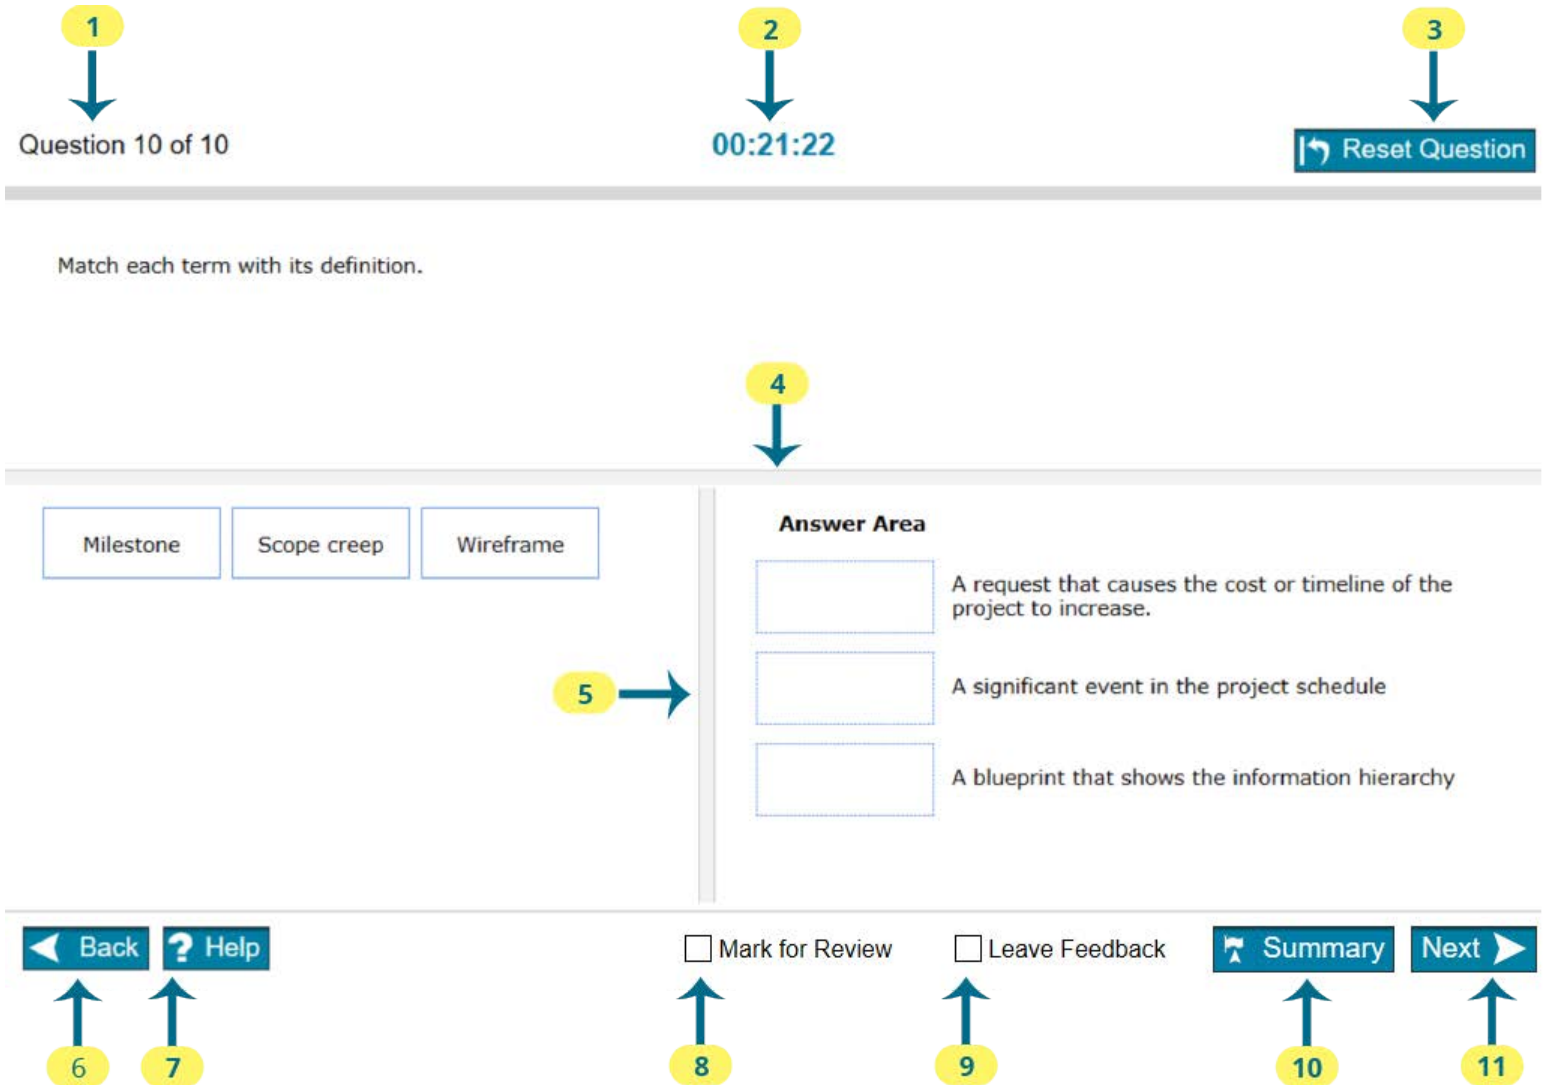 1
2
3
Question 10 of 10
00:21:22
Reset Question
Match each term with its definition.
4
Milestone
Scope creep
Wireframe
Answer Area
A request that causes the cost or timeline of the
project to increase.
5
A significant event in the project schedule
A blueprint that shows the information hierarchy
Back
? Help
Mark for Review
Leave Feedback
Summary
Next
6
7
8
9
10
11